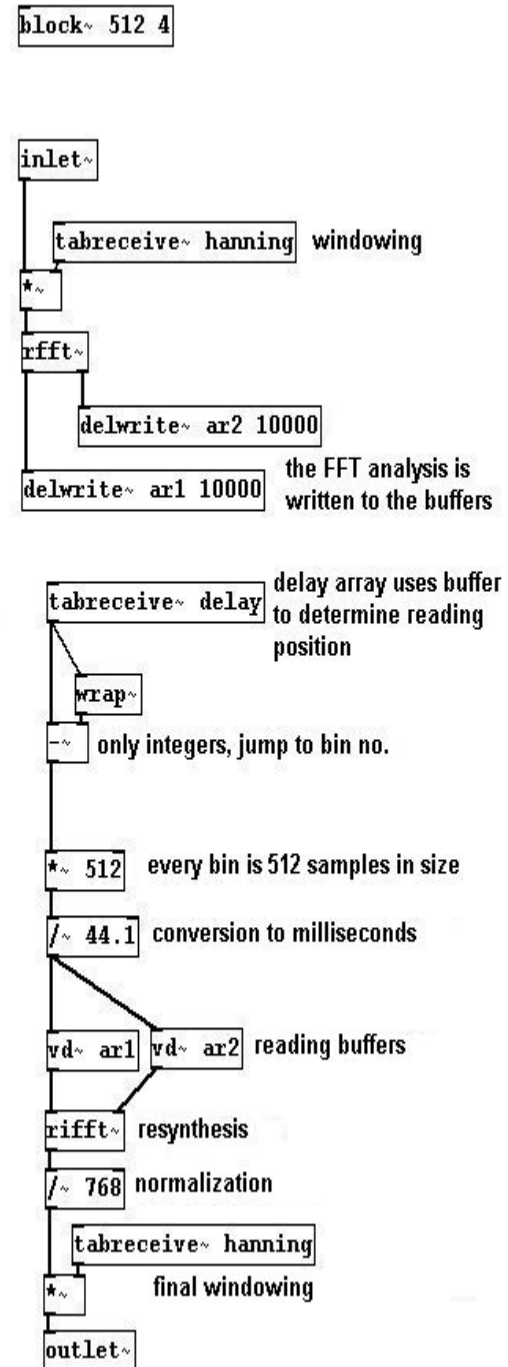 block~ 512 4
inlet~
tabreceive~ hanning
windowing
*~
rfft~
delwrite~ ar2 10000
delwrite~ ar1 10000
the FFT analysis is
written to the buffers
tabreceive~ delay
delay array uses buffer
to determine reading
position
wrap~
-~
only integers, jump to bin no.
*~ 512
every bin is 512 samples in size
/~ 44.1
conversion to milliseconds
vd~ ar1
vd~ ar2
reading buffers
rifft~
resynthesis
/~ 768
normalization
tabreceive~ hanning
*~
final windowing
outlet~